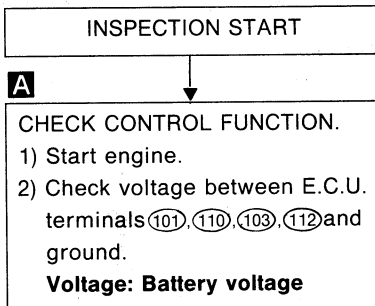 INSPECTION START
A
CHECK CONTROL FUNCTION.
1) Start engine.
2) Check voltage between E.C.U.
terminals (101), (110), (103), (112) and
ground.
Voltage: Battery voltage